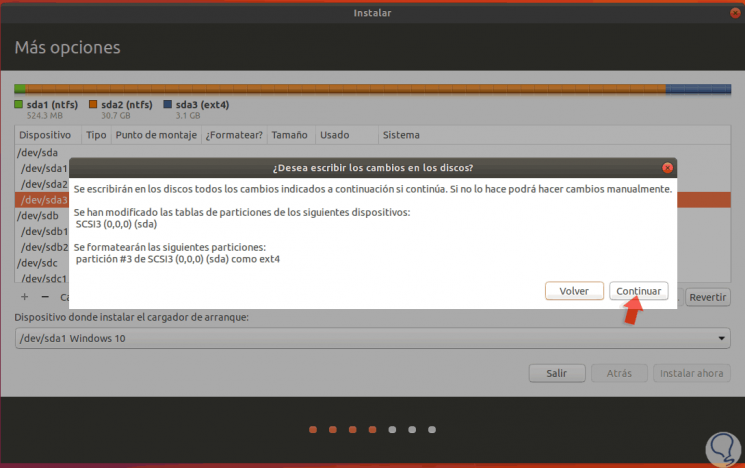 Instalar
Más opciones
sda1 (ntfs) sda2 (ntfs) sda3 (ext4)
524.3 MB 30.7 GB 3.1 GB
Dispositivo Tipo Punto de montaje ¿Formatear? Tamaño Usado Sistema
/dev/sda
/dev/sda1
/dev/sda2
/dev/sda3
/dev/sdb
/dev/sdb1
/dev/sdb2
/dev/sdc
/dev/sdc1
¿Desea escribir los cambios en los discos?
Se escribirán en los discos todos los cambios indicados a continuación si continúa. Si no lo hace podrá hacer cambios manualmente.
Se han modificado las tablas de particiones de los siguientes dispositivos:
SCSI3 (0,0,0) (sda)
Se formatearán las siguientes particiones:
partición #3 de SCSI3 (0,0,0) (sda) como ext4
Volver Continuar
+ - Revertir
Dispositivo donde instalar el cargador de arranque:
/dev/sda1 Windows 10
Salir Atrás Instalar ahora